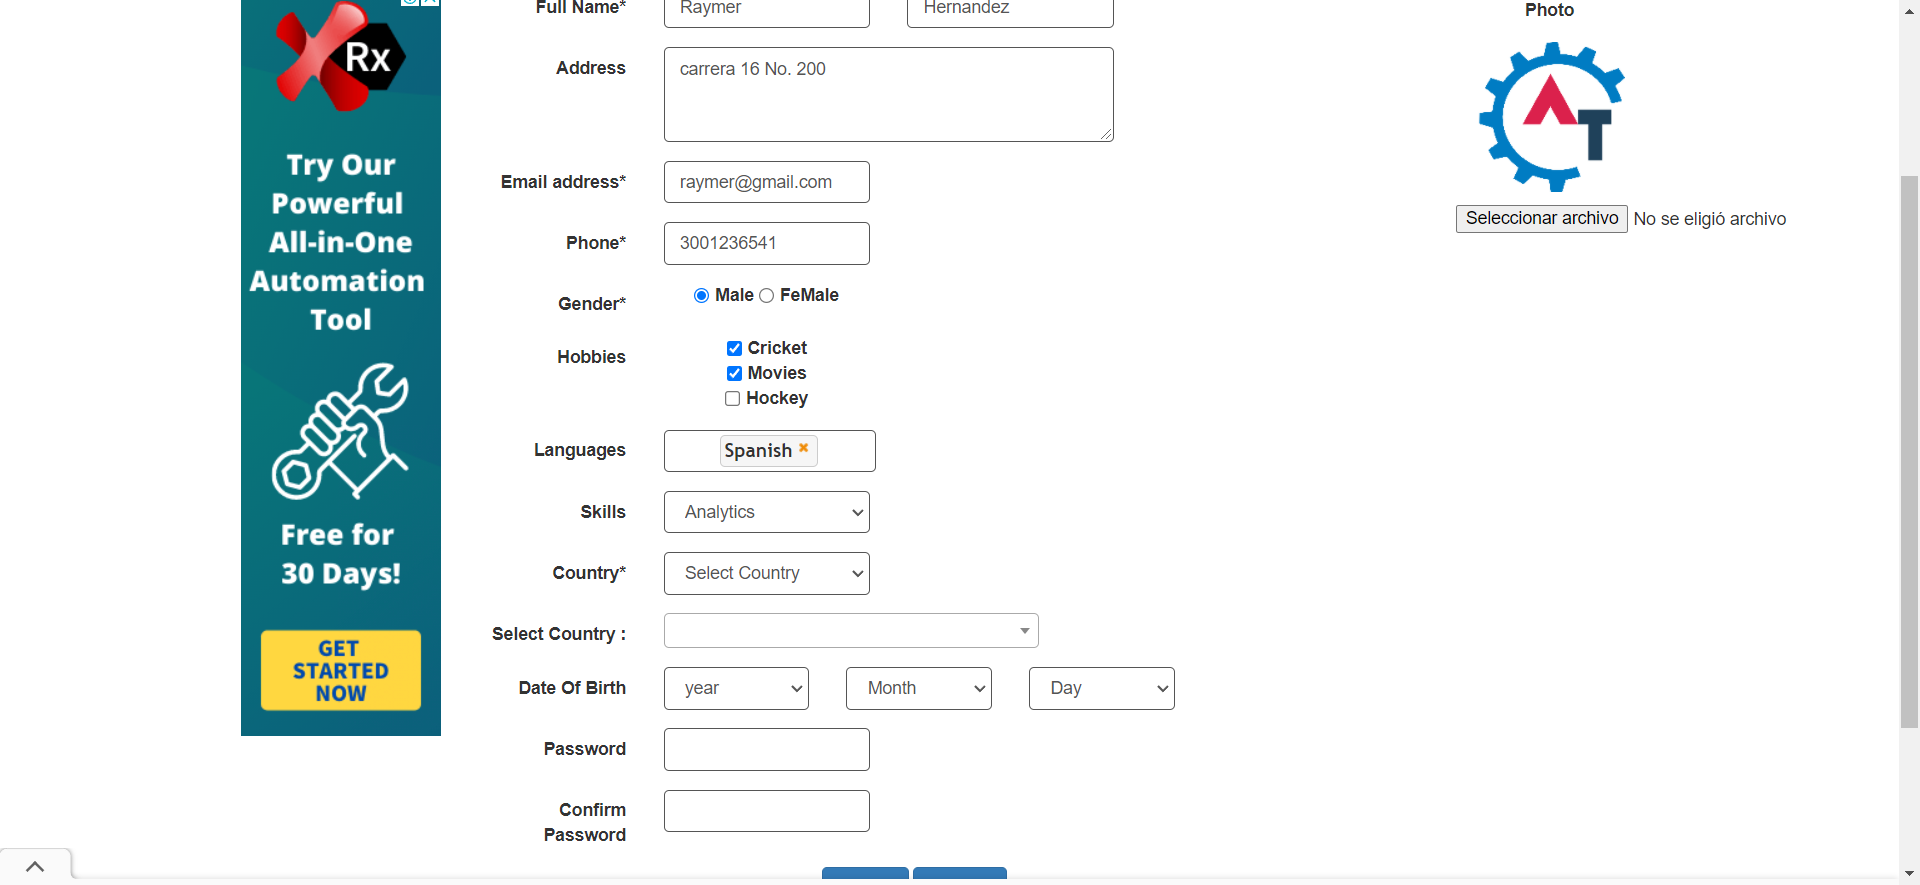 Full Name* Raymer Hernandez
Photo
Address carrera 16 No. 200
AT
Email address* raymer@gmail.com
Seleccionar archivo No se eligió archivo
Phone* 3001236541
Gender* Male FeMale
Hobbies Cricket
Movies
Hockey
Languages Spanish
Skills Analytics
Country* Select Country
Select Country :
Date Of Birth year Month Day
Password
Confirm
Password
Rx
Try Our
Powerful
All-in-One
Automation
Tool
Free for
30 Days!
GET
STARTED
NOW